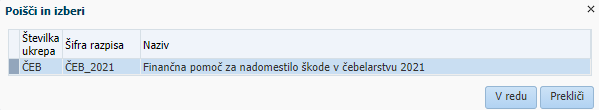 Poišči in izberi
Številka ukrepa Šifra razpisa Naziv
ČEB ČEB_2021 Finančna pomoč za nadomestilo škode v čebelarstvu 2021
V redu Prekliči